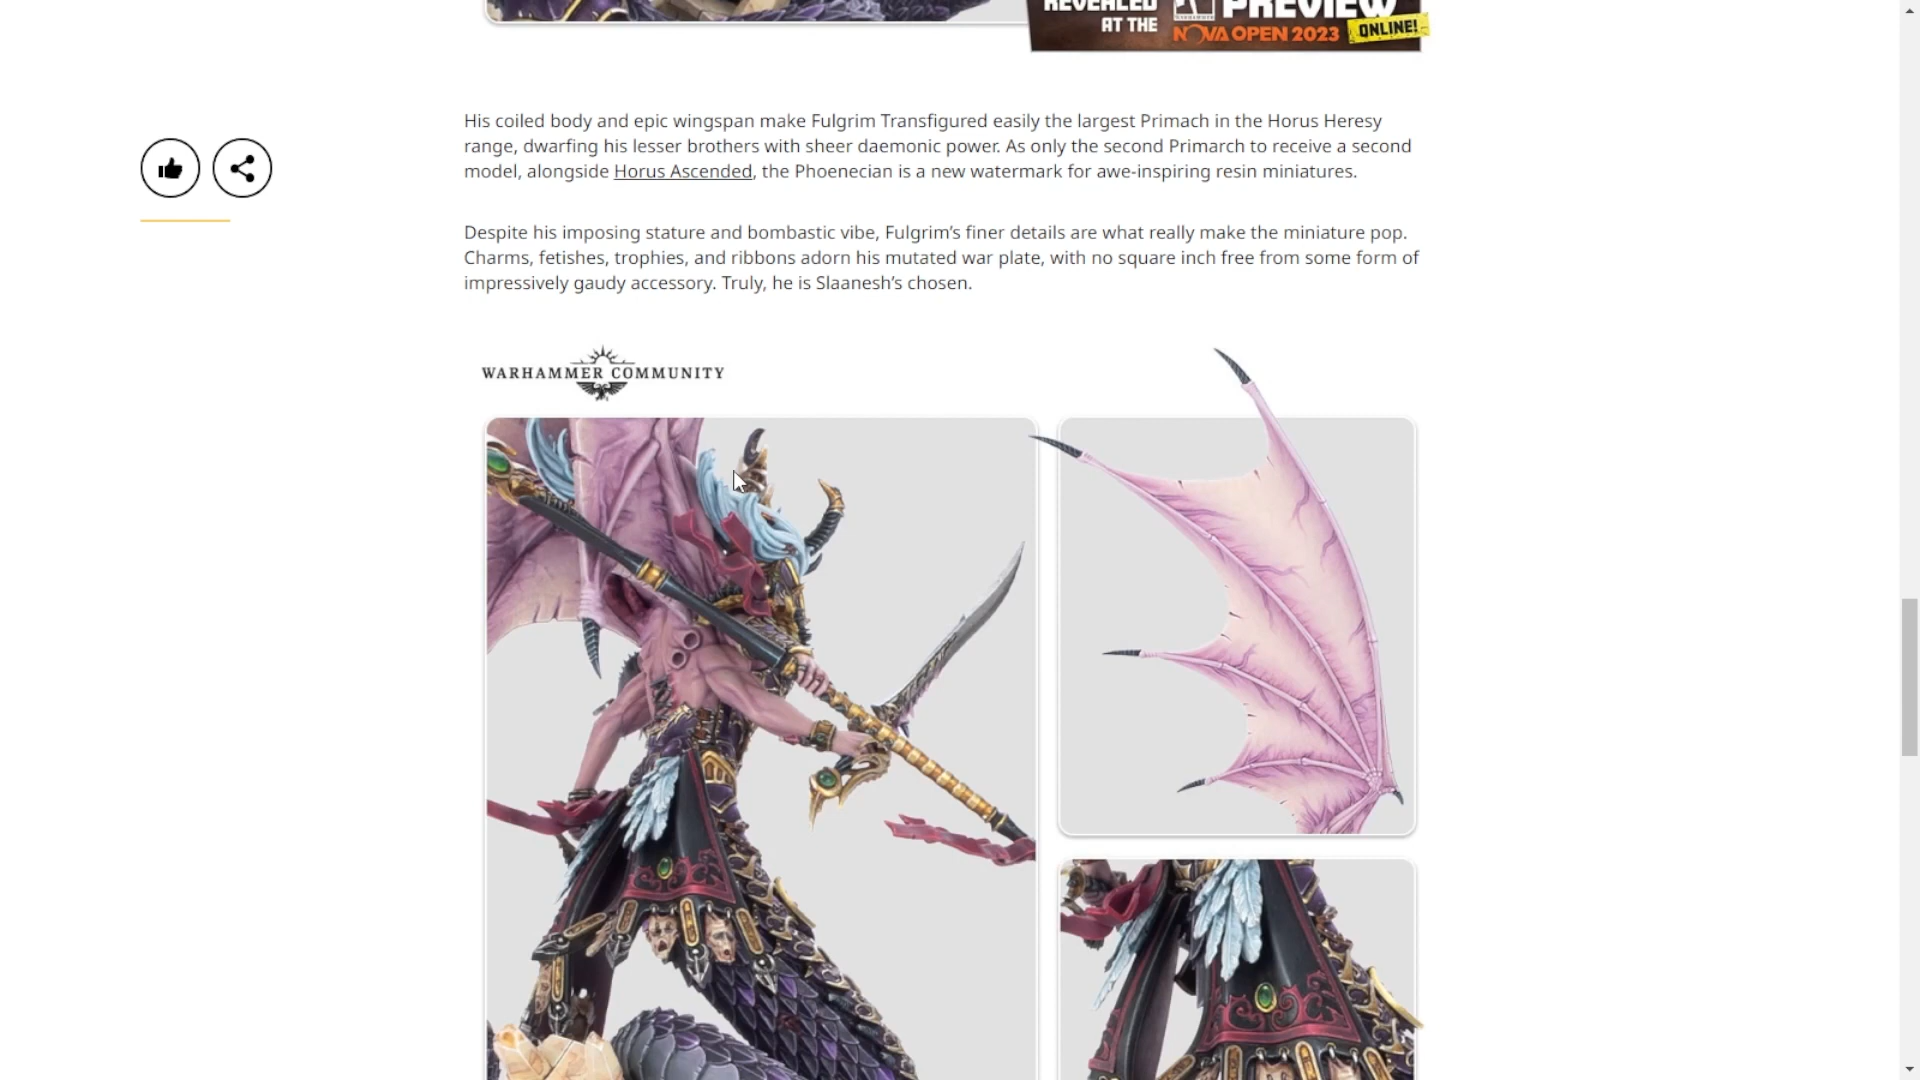 REVEALED
AT THE
PREVIEW
NOVA OPEN 2023
ONLINE!
His coiled body and epic wingspan make Fulgrim Transfigured easily the largest Primach in the Horus Heresy
range, dwarfing his lesser brothers with sheer daemonic power. As only the second Primarch to receive a second
model, alongside Horus Ascended, the Phoenecian is a new watermark for awe-inspiring resin miniatures.
Despite his imposing stature and bombastic vibe, Fulgrim’s finer details are what really make the miniature pop.
Charms, fetishes, trophies, and ribbons adorn his mutated war plate, with no square inch free from some form of
impressively gaudy accessory. Truly, he is Slaanesh’s chosen.
WARHAMMER COMMUNITY